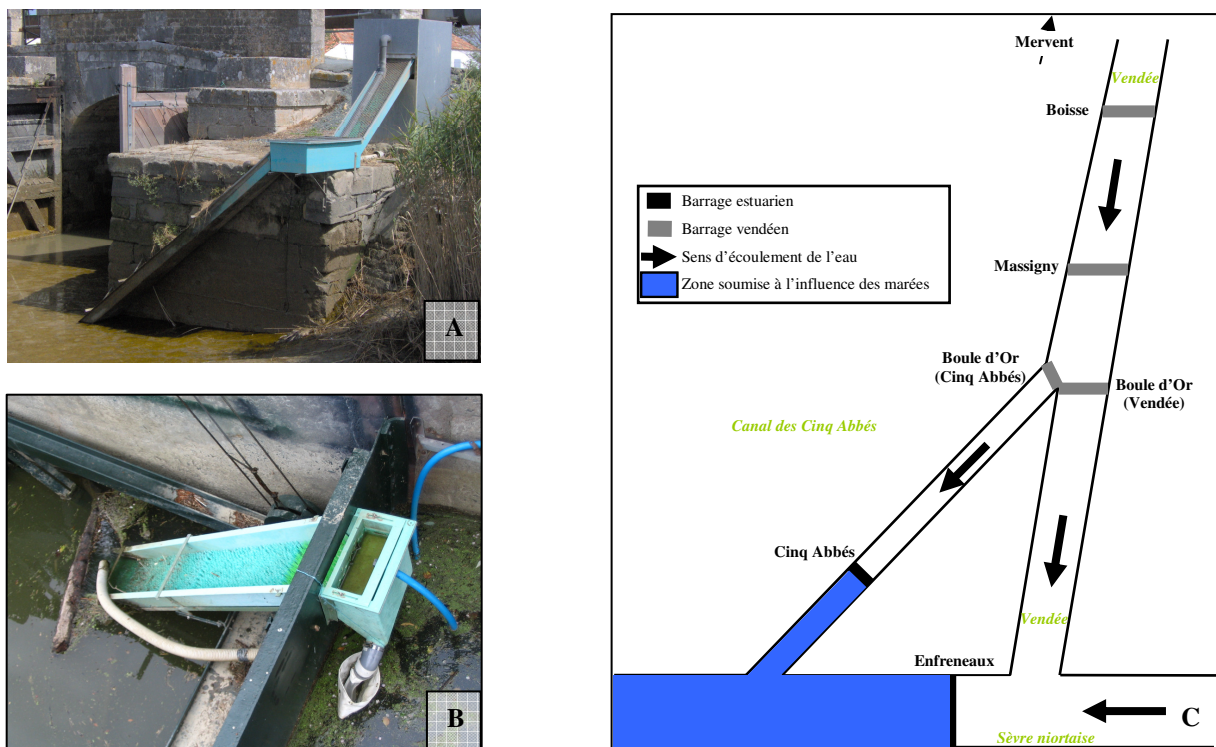 A
B
Mervent
Vendée
Boisse
Barrage estuarien
Barrage vendéen
Sens d'écoulement de l'eau
Zone soumise à l'influence des marées
Massigny
Boule d'Or
(Cinq Abbés)
Boule d'Or
(Vendée)
Canal des Cinq Abbés
Cinq Abbés
Vendée
Enfreneaux
C
Sèvre niortaise